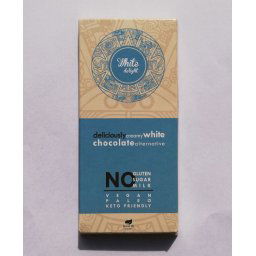 White
delight
deliciously creamy white
chocolate alternative
NO GLUTEN
SUGAR
MILK
VEGAN
PALEO
KETO FRIENDLY